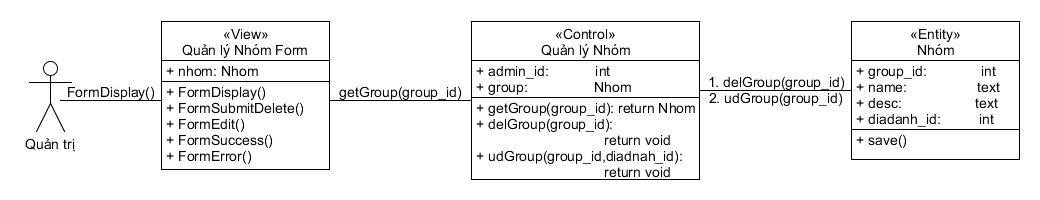 Quản trị
FormDisplay()
«View»
Quản lý Nhóm Form
+ nhom: Nhom
+ FormDisplay()
+ FormSubmitDelete()
+ FormEdit()
+ FormSuccess()
+ FormError()
getGroup(group_id)
«Control»
Quản lý Nhóm
+ admin_id: int
+ group: Nhom
+ getGroup(group_id): return Nhom
+ delGroup(group_id):
return void
+ udGroup(group_id,diadnah_id):
return void
1. delGroup(group_id)
2. udGroup(group_id)
«Entity»
Nhóm
+ group_id: int
+ name: text
+ desc: text
+ diadanh_id: int
+ save()